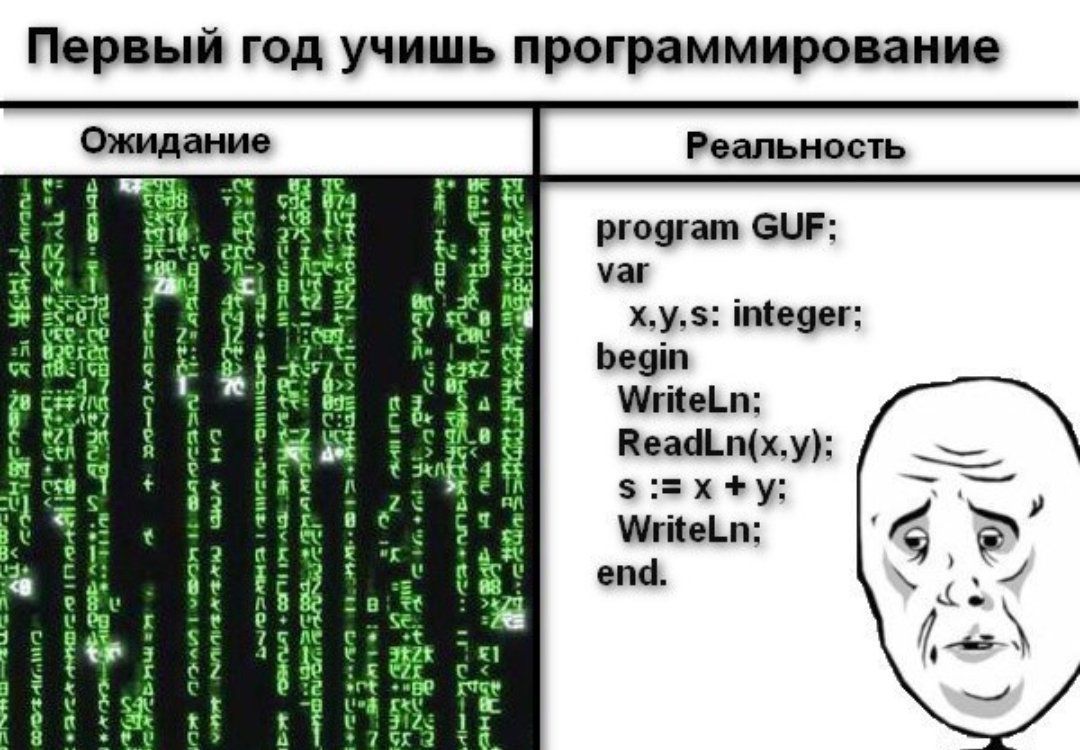 Первый год учишь программирование
Ожидание
Реальность
program GUF;
var
x,y,s: integer;
begin
WriteLn;
ReadLn(x,y);
s := x + y;
WriteLn;
end.